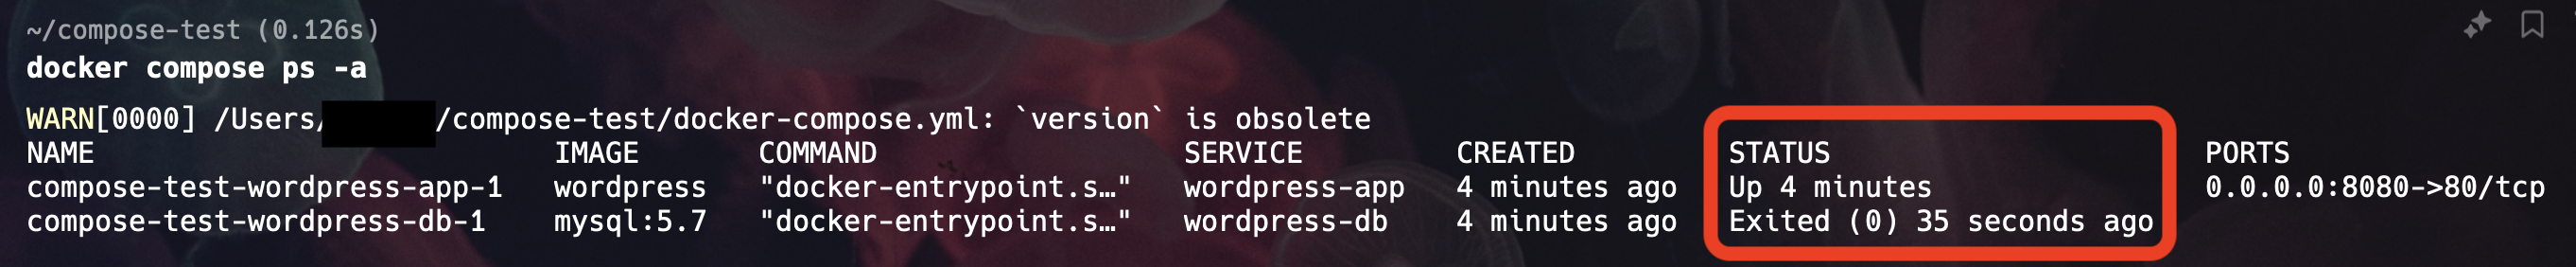 ~/compose-test (0.126s)
docker compose ps -a
WARN[0000] /Users/ /compose-test/docker-compose.yml: `version` is obsolete
NAME IMAGE COMMAND SERVICE CREATED STATUS PORTS
compose-test-wordpress-app-1 wordpress "docker-entrypoint.s…" wordpress-app 4 minutes ago Up 4 minutes 0.0.0.0:8080->80/tcp
compose-test-wordpress-db-1 mysql:5.7 "docker-entrypoint.s…" wordpress-db 4 minutes ago Exited (0) 35 seconds ago